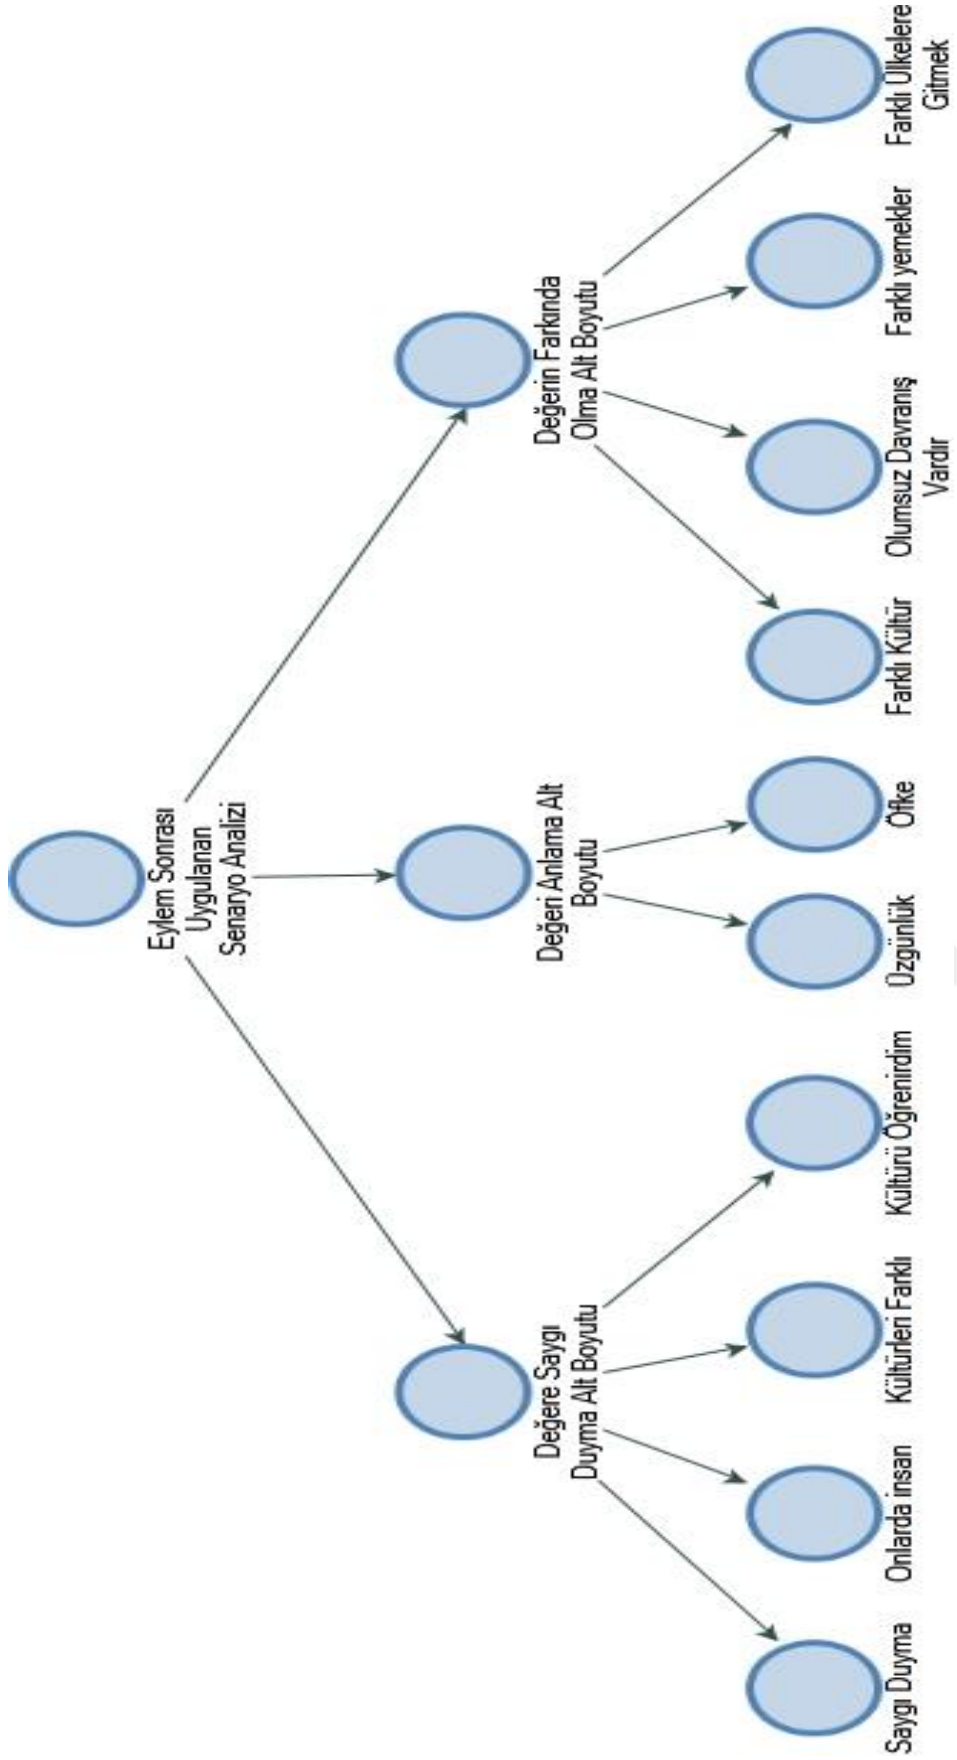 Eylem Sonrası
Uygulanan
Senaryo Analizi
Değere Saygı
Duyma Alt Boyutu
Değeri Anlama Alt
Boyutu
Değerin Farkında
Olma Alt Boyutu
Saygı Duyma
Onlarda insan
Kültürleri Farklı
Kültürü Öğrenirdim
Üzgünlük
Öfke
Farklı Kültür
Olumsuz Davranış
Vardır
Farklı yemekler
Farklı Ülkelere
Gitmek